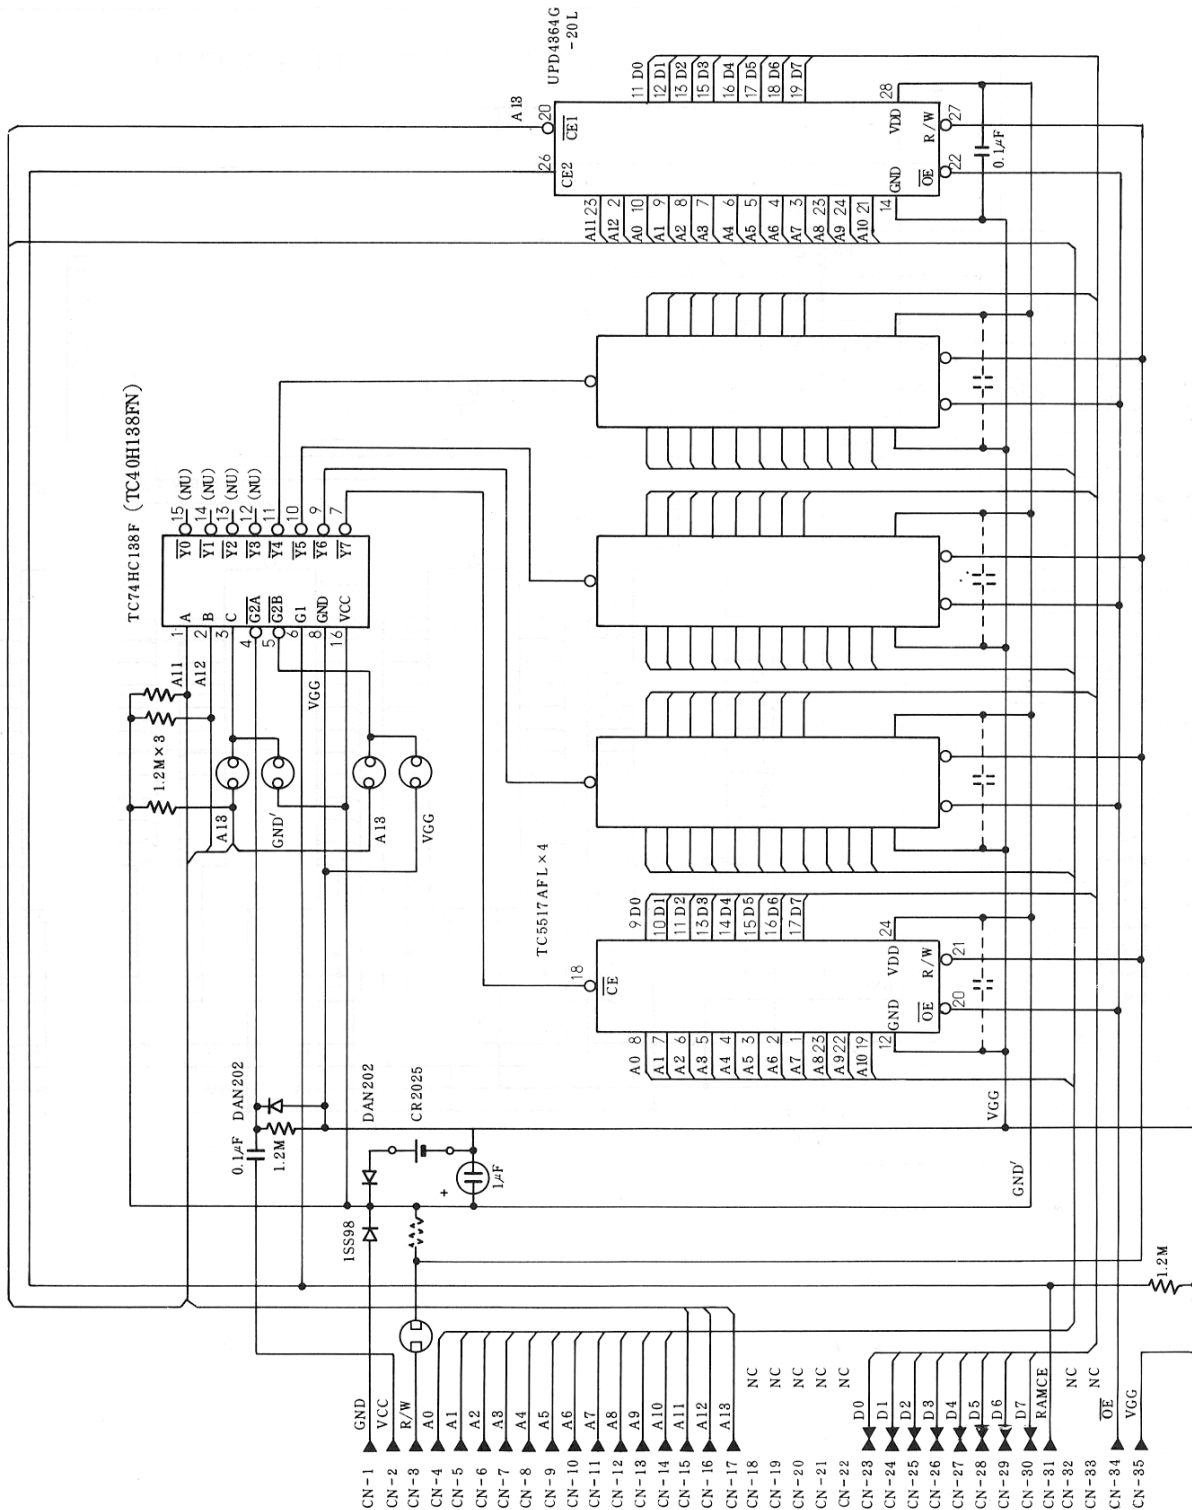 UPD4364G
-20L
11 D0
12 D1
13 D2
15 D3
16 D4
17 D5
18 D6
19 D7
A13
20
CE1
26
CE2
VDD
28
R/W
27
GND
OE
22
14
0.1μF
A11 23
A12 2
A0 10
A1 9
A2 8
A3 7
A4 6
A5 5
A6 4
A7 3
A8 23
A9 24
A10 21
TC74HC138F (TC40H138FN)
Y0 15 (NU)
Y1 14 (NU)
Y2 13 (NU)
Y3 12 (NU)
Y4 11
Y5 10
Y6 9
Y7 7
1 A
2 B
3 C
4 G2A
5 G2B
6 G1
8 GND
16 VCC
A11
A12
VGG
1.2M×3
A13
GND'
A13
VGG
TC5517AFL×4
9 D0
10 D1
11 D2
13 D3
14 D4
15 D5
16 D6
17 D7
18
CE
VDD
24
R/W
21
GND
OE
20
12
A0 8
A1 7
A2 6
A3 5
A4 4
A5 3
A6 2
A7 1
A8 23
A9 22
A10 19
0.1μF
DAN202
1.2M
DAN202
CR2025
+
1μF
1SS98
VGG
GND'
1.2M
CN-1 GND
CN-2 VCC
CN-3 R/W
CN-4 A0
CN-5 A1
CN-6 A2
CN-7 A3
CN-8 A4
CN-9 A5
CN-10 A6
CN-11 A7
CN-12 A8
CN-13 A9
CN-14 A10
CN-15 A11
CN-16 A12
CN-17 A13
CN-18 NC
CN-19 NC
CN-20 NC
CN-21 NC
CN-22 NC
CN-23 D0
CN-24 D1
CN-25 D2
CN-26 D3
CN-27 D4
CN-28 D5
CN-29 D6
CN-30 D7
CN-31 RAMCE
CN-32 NC
CN-33 NC
CN-34 OE
CN-35 VGG